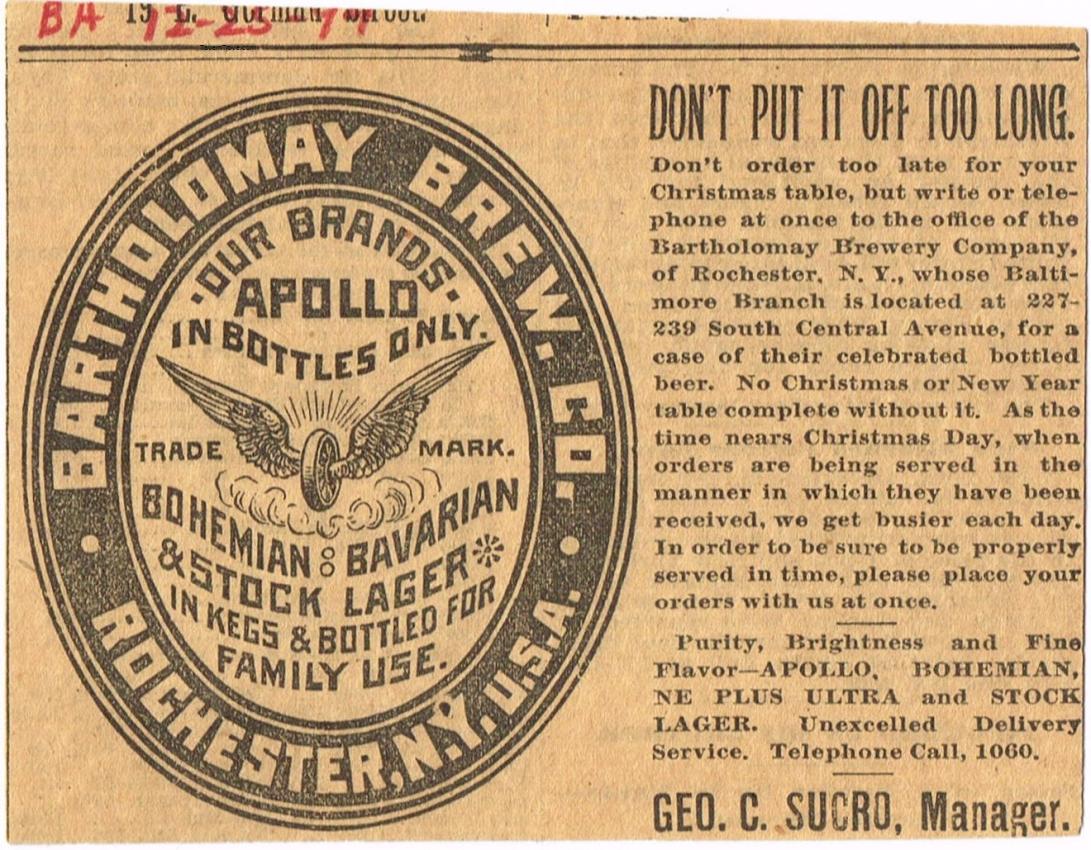 BA 12-23-
19 E. German Street.
BARTHOLOMAY BREW. CO.
·OUR BRANDS·
APOLLO
IN BOTTLES ONLY.
TRADE MARK.
BOHEMIAN BAVARIAN
& STOCK LAGER
IN KEGS & BOTTLED FOR
FAMILY USE.
ROCHESTER, N.Y. U.S.A.
DON'T PUT IT OFF TOO LONG.
Don't order too late for your
Christmas table, but write or tele-
phone at once to the office of the
Bartholomay Brewery Company,
of Rochester, N. Y., whose Balti-
more Branch is located at 227-
239 South Central Avenue, for a
case of their celebrated bottled
beer. No Christmas or New Year
table complete without it. As the
time nears Christmas Day, when
orders are being served in the
manner in which they have been
received, we get busier each day.
In order to be sure to be properly
served in time, please place your
orders with us at once.
Purity, Brightness and Fine
Flavor—APOLLO, BOHEMIAN,
NE PLUS ULTRA and STOCK
LAGER. Unexcelled Delivery
Service. Telephone Call, 1060.
GEO. C. SUCRO, Manager.